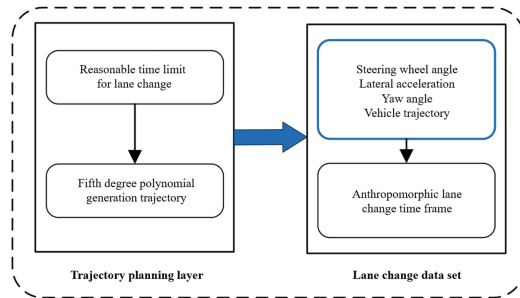 Reasonable time limit
for lane change
Fifth degree polynomial
generation trajectory
Trajectory planning layer
Steering wheel angle
Lateral acceleration
Yaw angle
Vehicle trajectory
Anthropomorphic lane
change time frame
Lane change data set